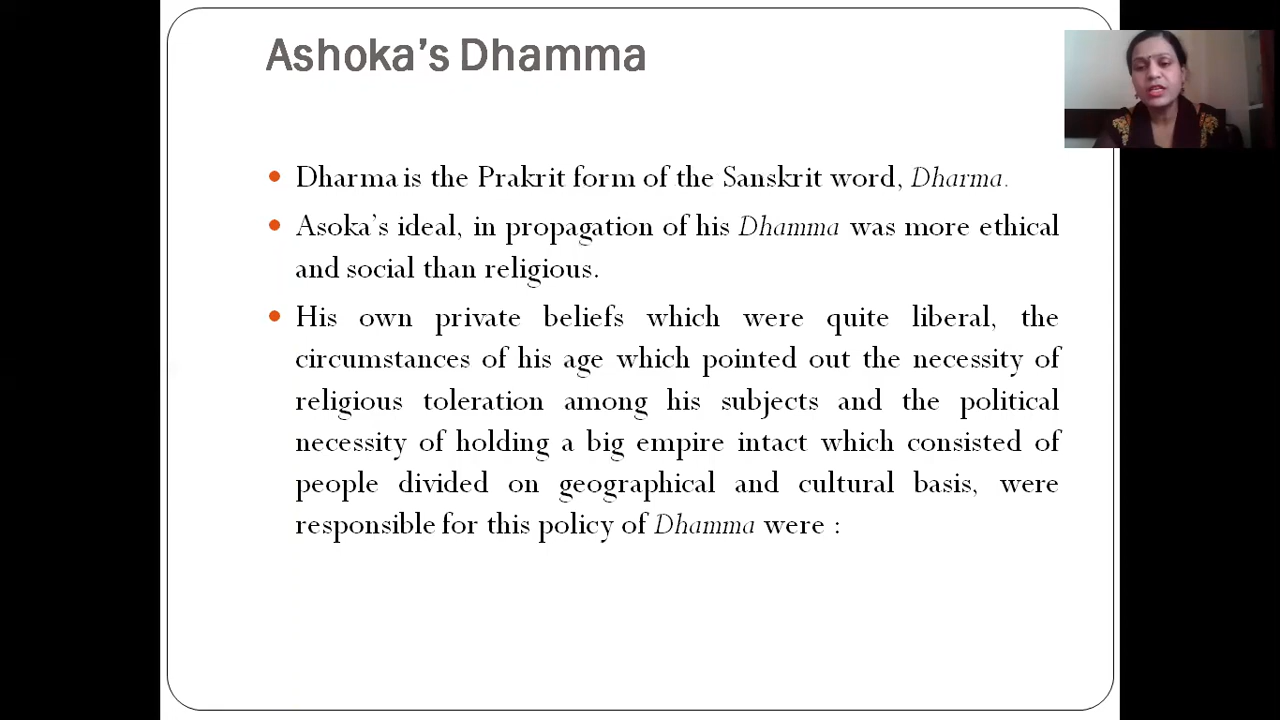 Ashoka's Dhamma
• Dharma is the Prakrit form of the Sanskrit word, Dharma.
• Asoka's ideal, in propagation of his Dhamma was more ethical
and social than religious.
• His own private beliefs which were quite liberal, the
circumstances of his age which pointed out the necessity of
religious toleration among his subjects and the political
necessity of holding a big empire intact which consisted of
people divided on geographical and cultural basis, were
responsible for this policy of Dhamma were :